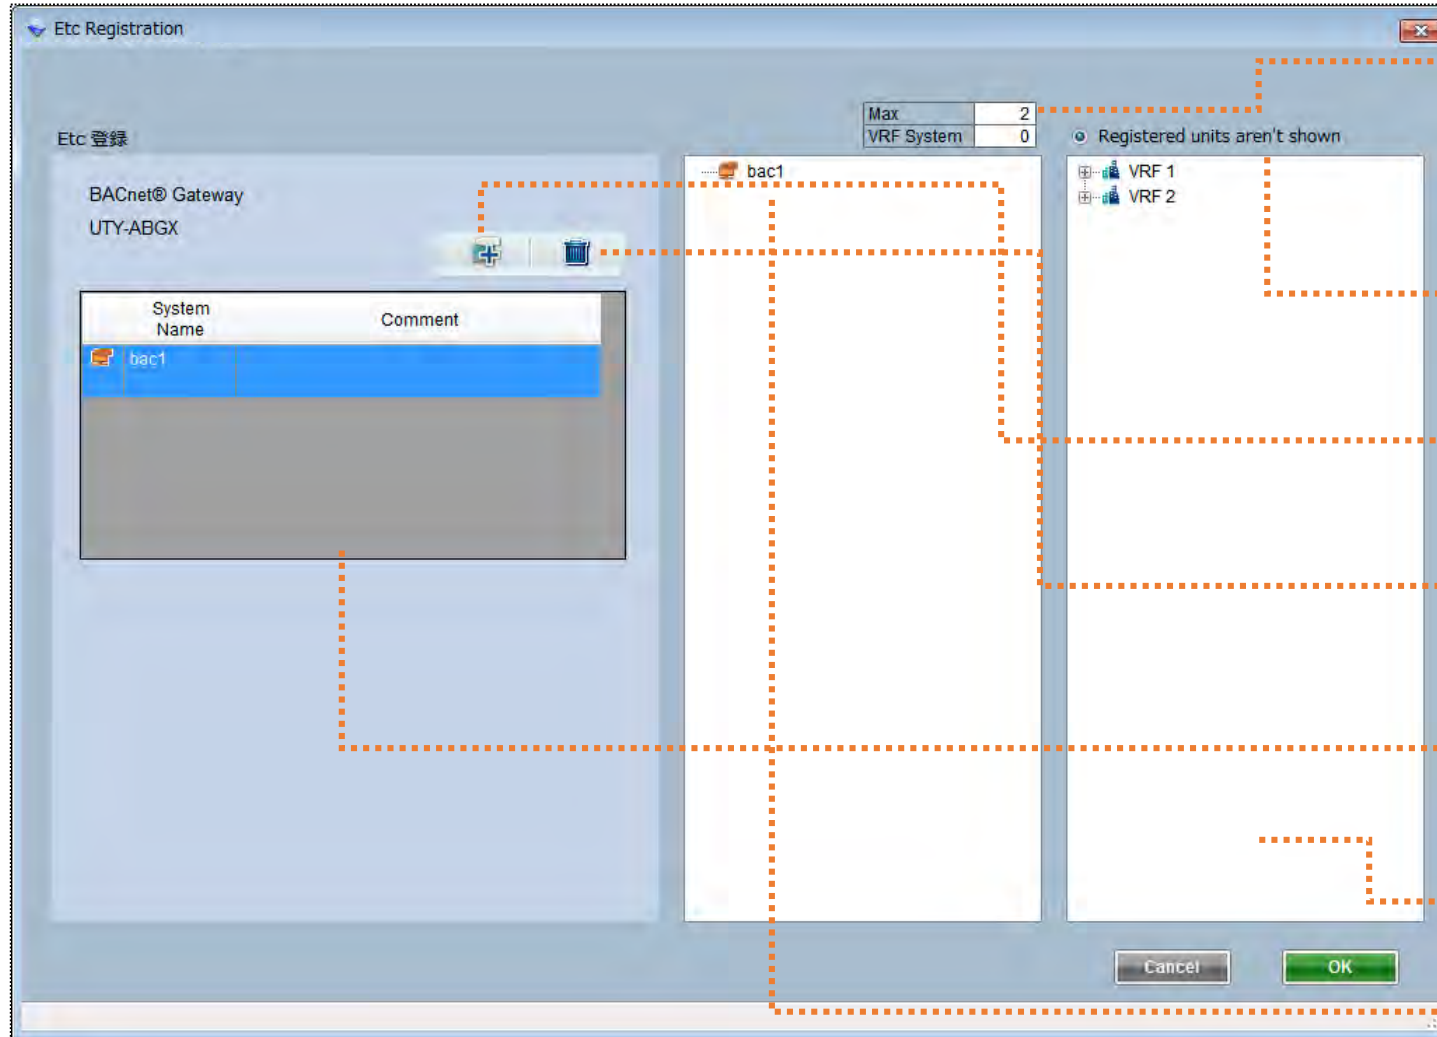 Etc Registration
Max 2
VRF System 0
Etc 登録
Registered units aren't shown
BACnet® Gateway
UTY-ABGX
System Name
Comment
bac1
bac1
VRF 1
VRF 2
Cancel
OK